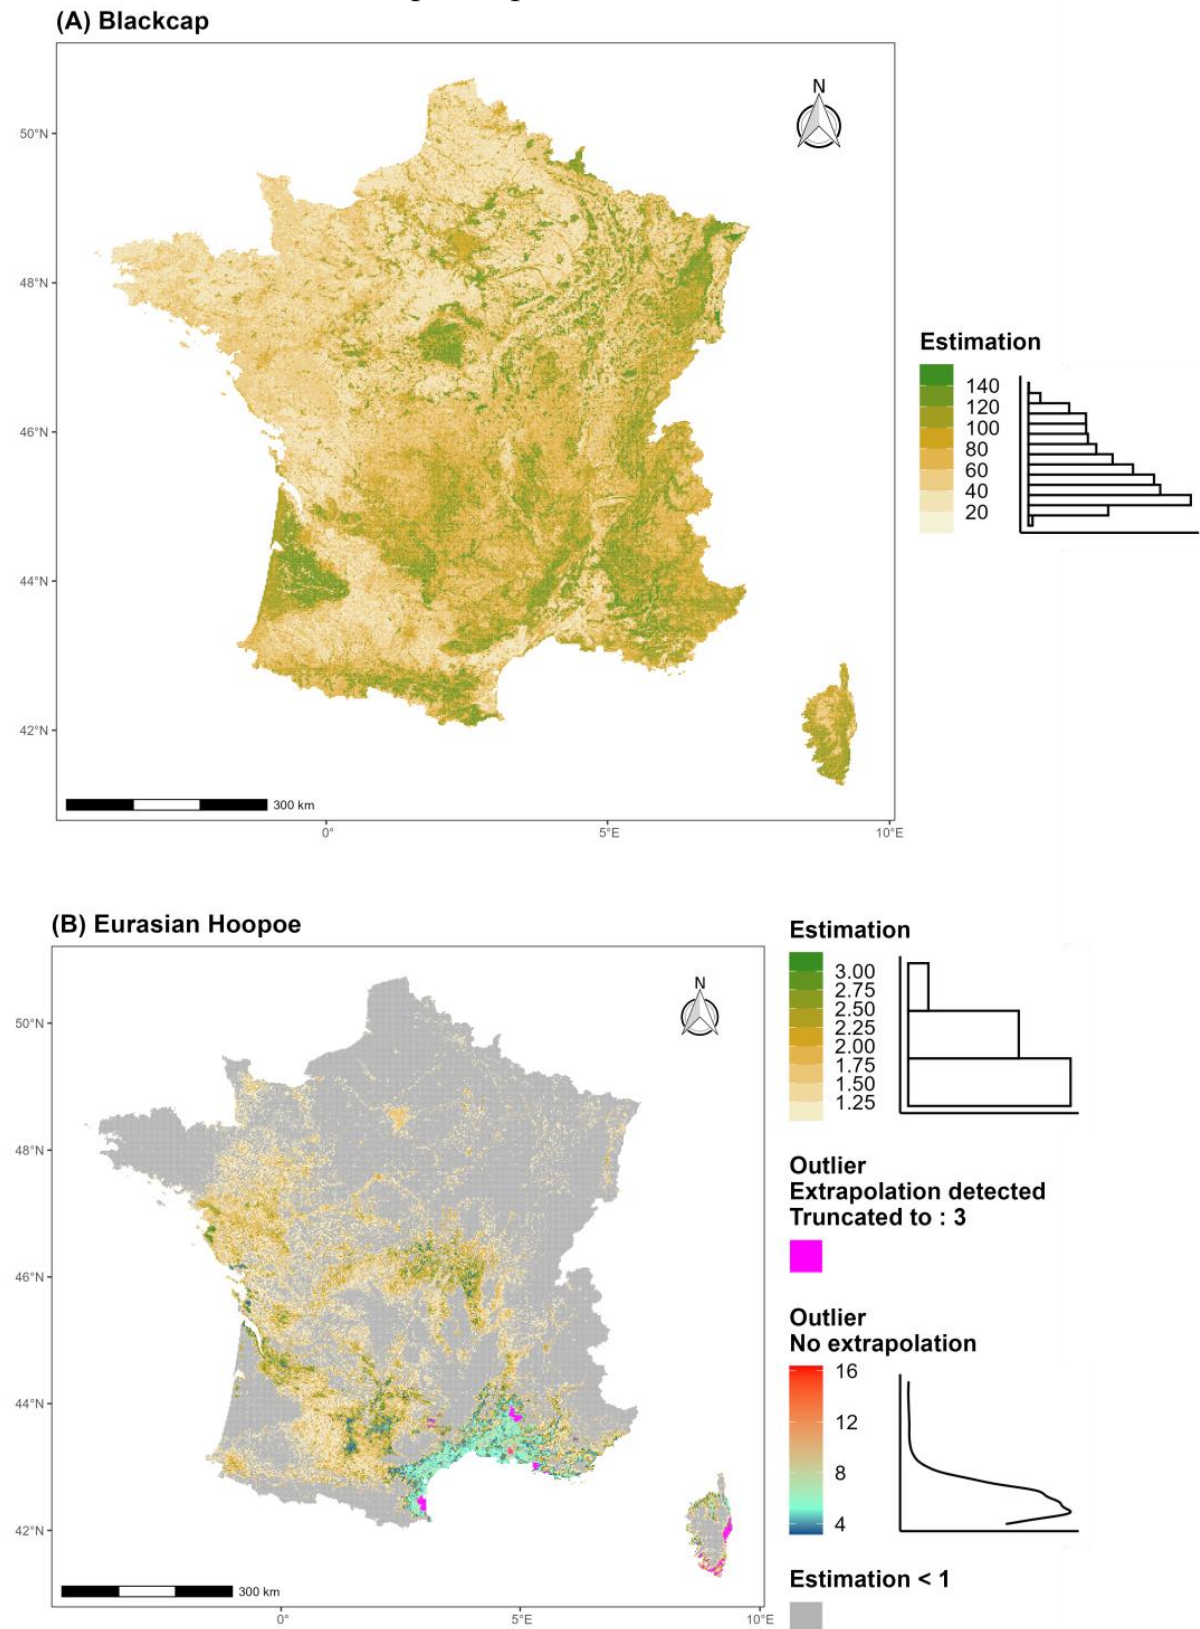 (A) Blackcap
N
50°N
48°N
46°N
44°N
42°N
300 km
0°
5°E
10°E
Estimation
140
120
100
80
60
40
20
(B) Eurasian Hoopoe
N
50°N
48°N
46°N
44°N
42°N
300 km
0°
5°E
10°E
Estimation
3.00
2.75
2.50
2.25
2.00
1.75
1.50
1.25
Outlier
Extrapolation detected
Truncated to : 3
Outlier
No extrapolation
16
12
8
4
Estimation < 1